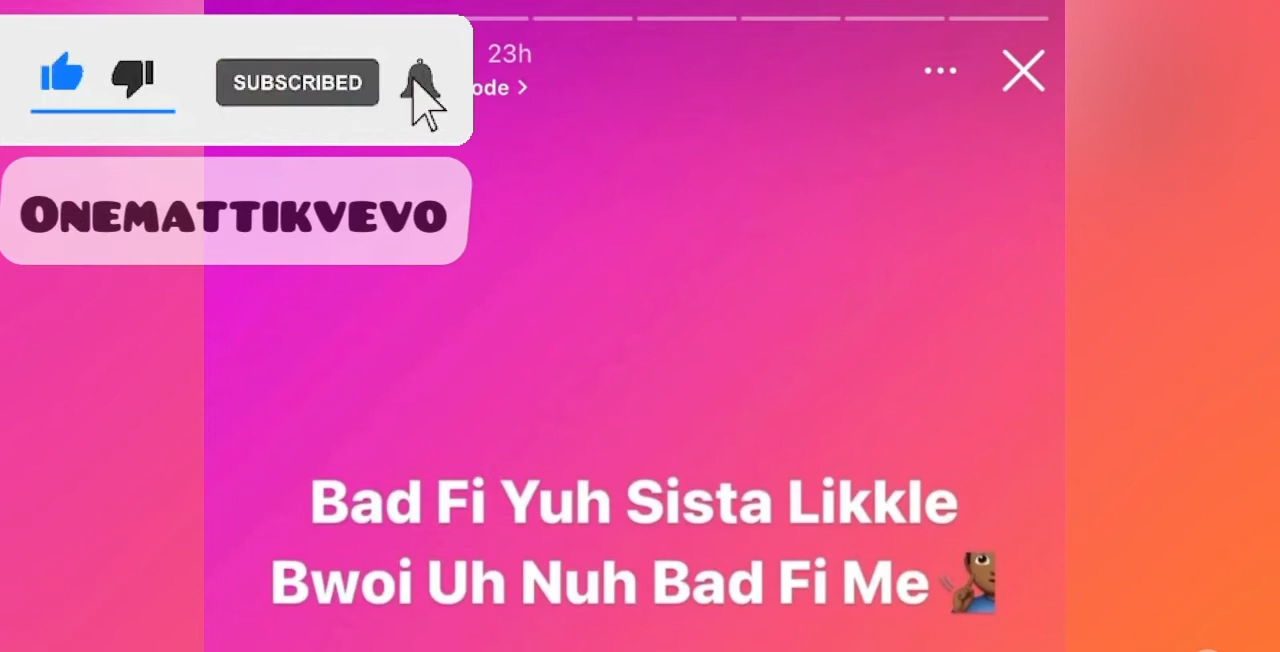 23h
SUBSCRIBED
ode >
ONEMATTIKVEVO
Bad Fi Yuh Sista Likkle
Bwoi Uh Nuh Bad Fi Me